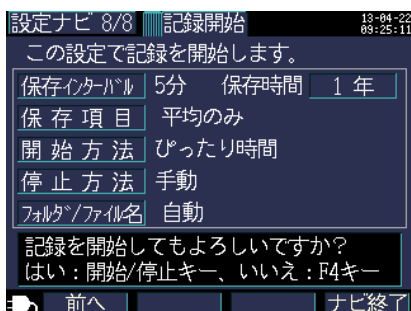 設定ナビ 8/8 記録開始 13-04-22
09:25:11
この設定で記録を開始します。
保存ｲﾝﾀｰﾊﾞﾙ 5分 保存時間 1 年
保存項目 平均のみ
開始方法 ぴったり時間
停止方法 手動
ﾌｫﾙﾀﾞ/ﾌｧｲﾙ名 自動
記録を開始してもよろしいですか?
はい：開始/停止キー、いいえ：F4キー
前へ ナビ終了